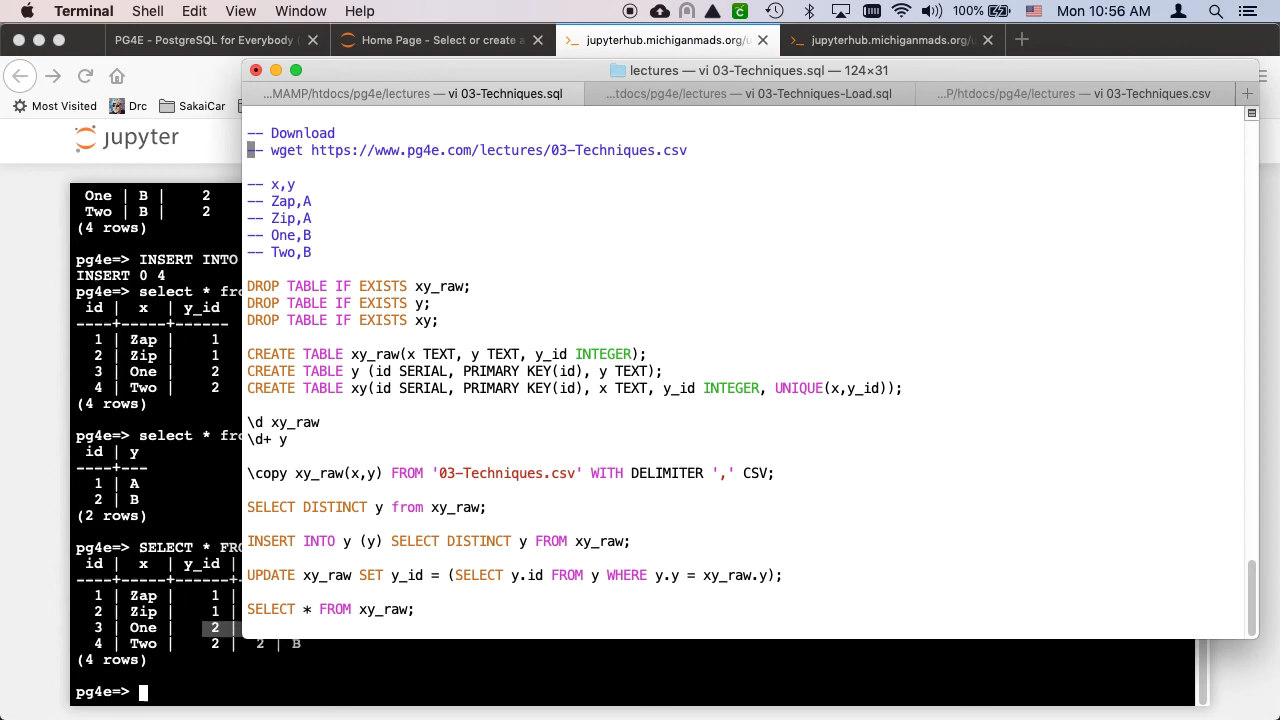 Terminal Shell Edit View Window Help 100% Mon 10:56 AM
PG4E - PostgreSQL for Everybody ( Home Page - Select or create a jupyterhub.michiganmads.org/u jupyterhub.michiganmads.org/u
lectures — vi 03-Techniques.sql — 124×31
Most Visited Drc SakaiCar
...MAMP/htdocs/pg4e/lectures — vi 03-Techniques.sql ...tdocs/pg4e/lectures — vi 03-Techniques-Load.sql ...P/htdocs/pg4e/lectures — vi 03-Techniques.csv
jupyter
-- Download
-- wget https://www.pg4e.com/lectures/03-Techniques.csv
-- x,y
-- Zap,A
-- Zip,A
-- One,B
-- Two,B
DROP TABLE IF EXISTS xy_raw;
DROP TABLE IF EXISTS y;
DROP TABLE IF EXISTS xy;
CREATE TABLE xy_raw(x TEXT, y TEXT, y_id INTEGER);
CREATE TABLE y (id SERIAL, PRIMARY KEY(id), y TEXT);
CREATE TABLE xy(id SERIAL, PRIMARY KEY(id), x TEXT, y_id INTEGER, UNIQUE(x,y_id));
\d xy_raw
\d+ y
\copy xy_raw(x,y) FROM '03-Techniques.csv' WITH DELIMITER ',' CSV;
SELECT DISTINCT y from xy_raw;
INSERT INTO y (y) SELECT DISTINCT y FROM xy_raw;
UPDATE xy_raw SET y_id = (SELECT y.id FROM y WHERE y.y = xy_raw.y);
SELECT * FROM xy_raw;
One | B | 2
Two | B | 2
(4 rows)
pg4e=> INSERT INTO
INSERT 0 4
pg4e=> select * fro
id | x | y_id
----+-----+------
1 | Zap | 1
2 | Zip | 1
3 | One | 2
4 | Two | 2
(4 rows)
pg4e=> select * fro
id | y
----+---
1 | A
2 | B
(2 rows)
pg4e=> SELECT * FRO
id | x | y_id |
----+-----+------+
1 | Zap | 1 |
2 | Zip | 1 |
3 | One | 2 |
4 | Two | 2 | 2 | B
(4 rows)
pg4e=>